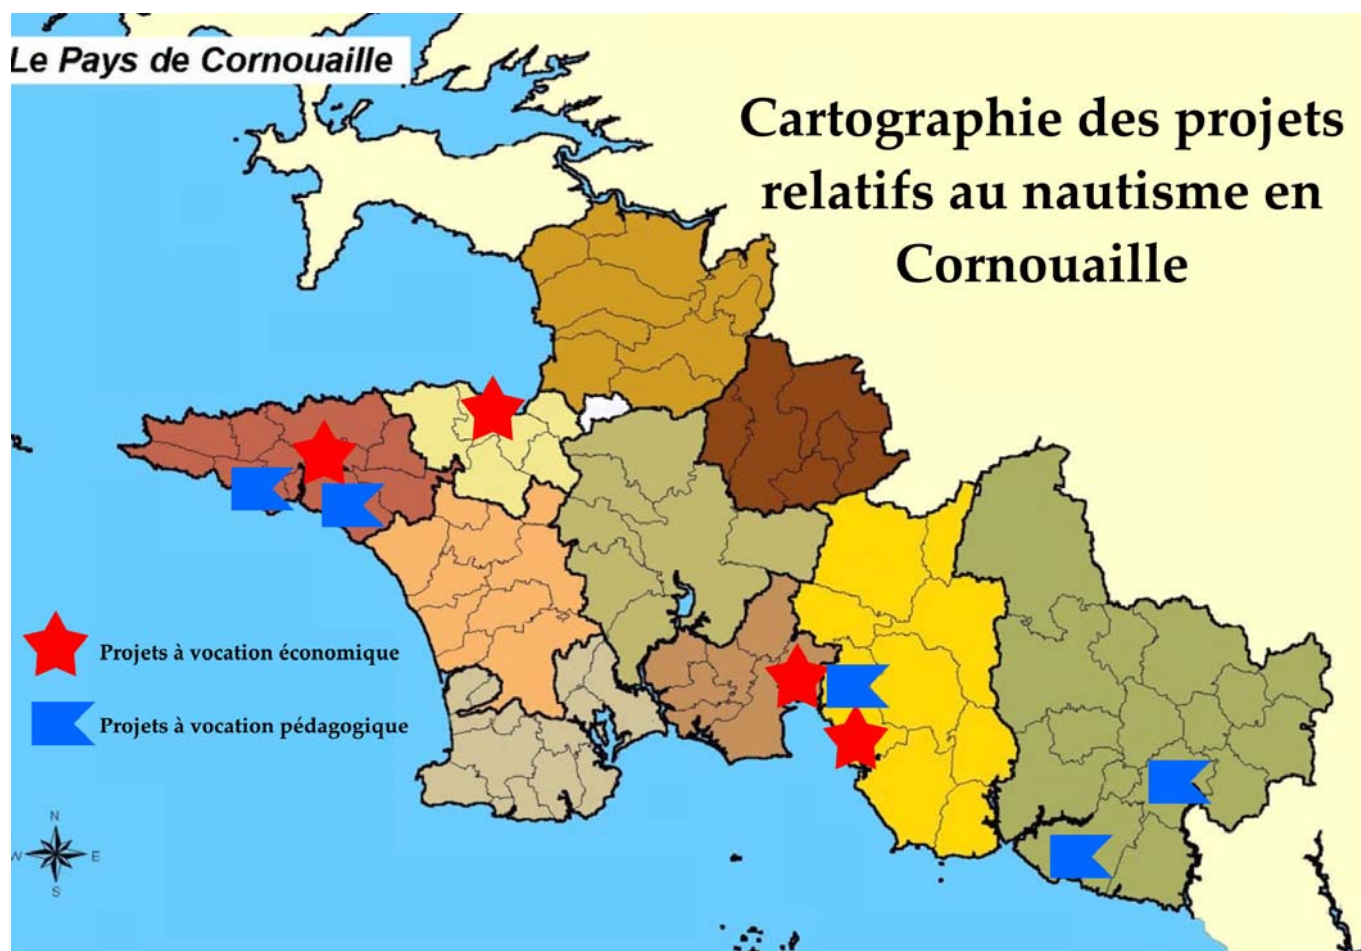 Le Pays de Cornouaille
Cartographie des projets
relatifs au nautisme en
Cornouaille
Projets à vocation économique
Projets à vocation pédagogique
N
W E
S